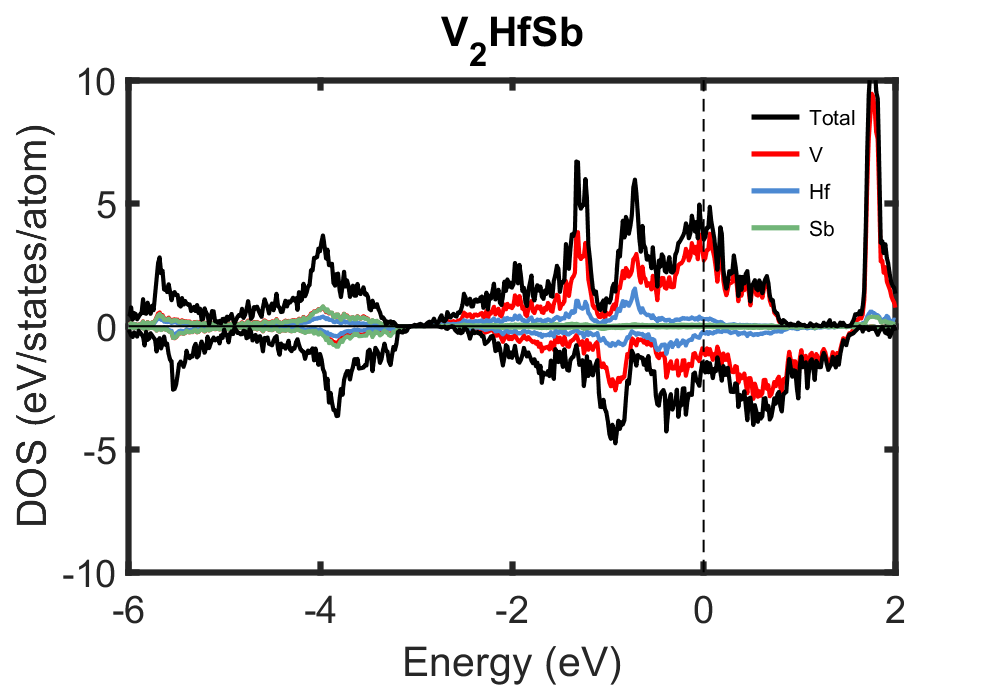 V₂HfSb
DOS (eV/states/atom)
10
5
0
-5
-10
Total
V
Hf
Sb
-6
-4
-2
0
2
Energy (eV)